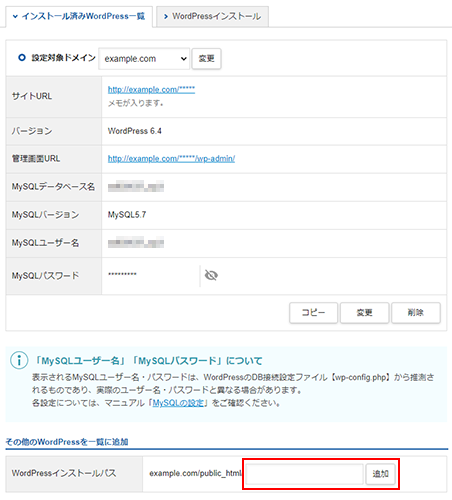 インストール済みWordPress一覧
WordPressインストール
設定対象ドメイン example.com 変更
サイトURL http://example.com/*****
メモが入ります。
バージョン WordPress 6.4
管理画面URL http://example.com/*****/wp-admin/
MySQLデータベース名
MySQLバージョン MySQL5.7
MySQLユーザー名
MySQLパスワード *********
コピー 変更 削除
「MySQLユーザー名」「MySQLパスワード」について
表示されるMySQLユーザー名・パスワードは、WordPressのDB接続設定ファイル【wp-config.php】から推測さ
れるものであり、実際のユーザー名・パスワードと異なる場合があります。
各設定については、マニュアル「MySQLの設定」をご確認ください。
その他のWordPressを一覧に追加
WordPressインストールパス example.com/public_html/ 追加